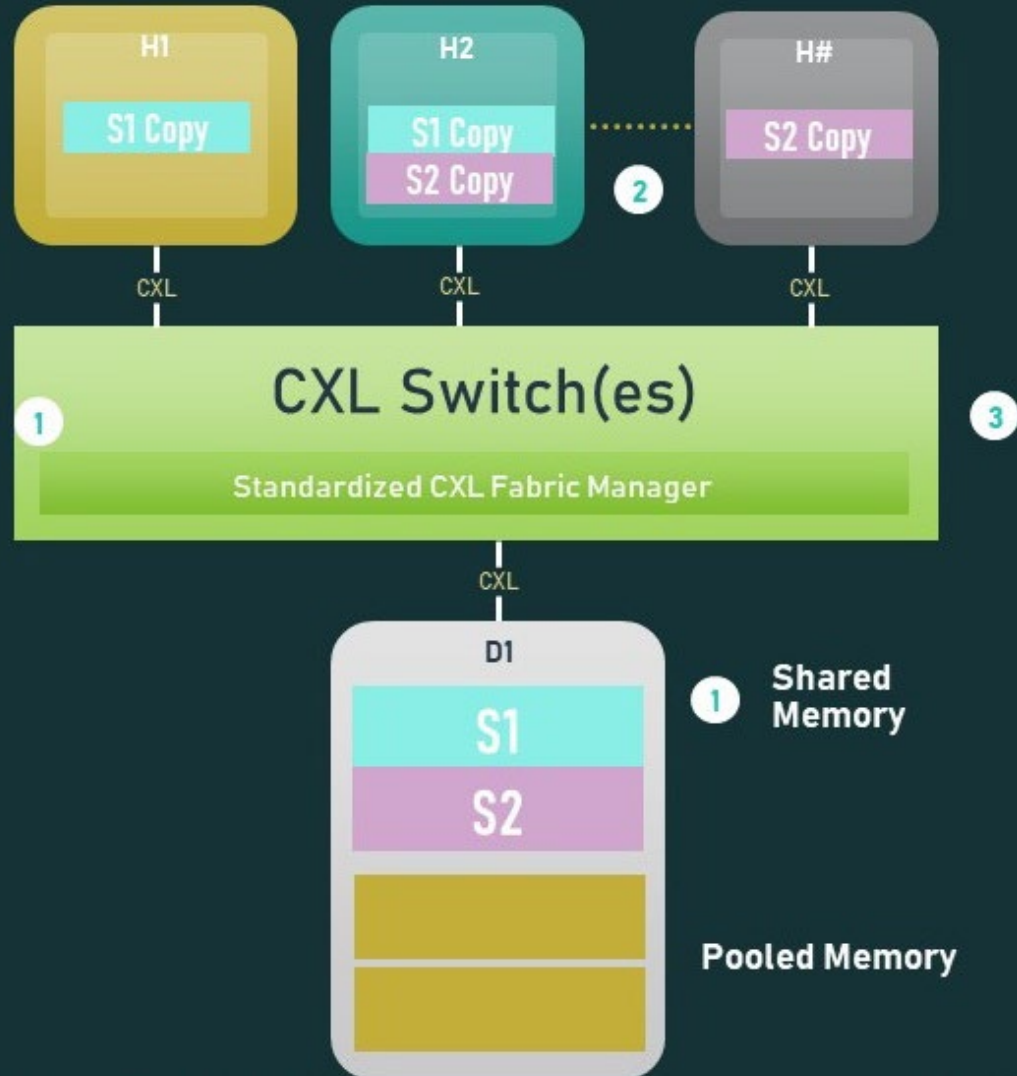 H1
H2
H#
S1 Copy
S1 Copy
S2 Copy
S2 Copy
2
CXL
CXL
CXL
CXL Switch(es)
1
3
Standardized CXL Fabric Manager
CXL
D1
S1
1
Shared
Memory
S2
Pooled Memory